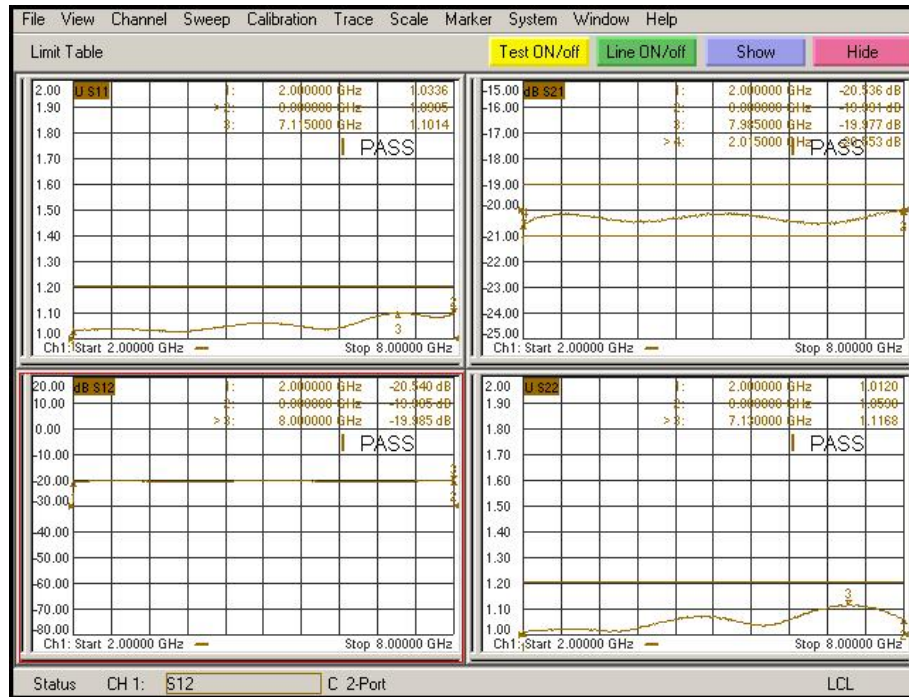 File View Channel Sweep Calibration Trace Scale Marker System Window Help
Limit Table
Test ON/off Line ON/off Show Hide
2.00
1.90
1.80
1.70
1.60
1.50
1.40
1.30
1.20
1.10
1.00
U S11
1: 2.000000 GHz 1.0336
> 2:
3: 7.115000 GHz 1.1014
PASS
3
Ch1: Start 2.00000 GHz
Stop 8.00000 GHz
-15.00
-16.00
-17.00
-18.00
-19.00
-20.00
-21.00
-22.00
-23.00
-24.00
-25.00
dB S21
1: 2.000000 GHz -20.536 dB
2:
3: 7.985000 GHz -19.977 dB
> 4: 2.015000 GHz
PASS
Ch1: Start 2.00000 GHz
Stop 8.00000 GHz
20.00
10.00
0.00
-10.00
-20.00
-30.00
-40.00
-50.00
-60.00
-70.00
-80.00
dB S12
1: 2.000000 GHz -20.540 dB
2:
> 3: 8.000000 GHz -19.985 dB
PASS
Ch1: Start 2.00000 GHz
Stop 8.00000 GHz
2.00
1.90
1.80
1.70
1.60
1.50
1.40
1.30
1.20
1.10
1.00
U S22
1: 2.000000 GHz 1.0120
2:
> 3: 7.130000 GHz 1.1168
PASS
3
Ch1: Start 2.00000 GHz
Stop 8.00000 GHz
Status CH 1: S12 C 2-Port LCL